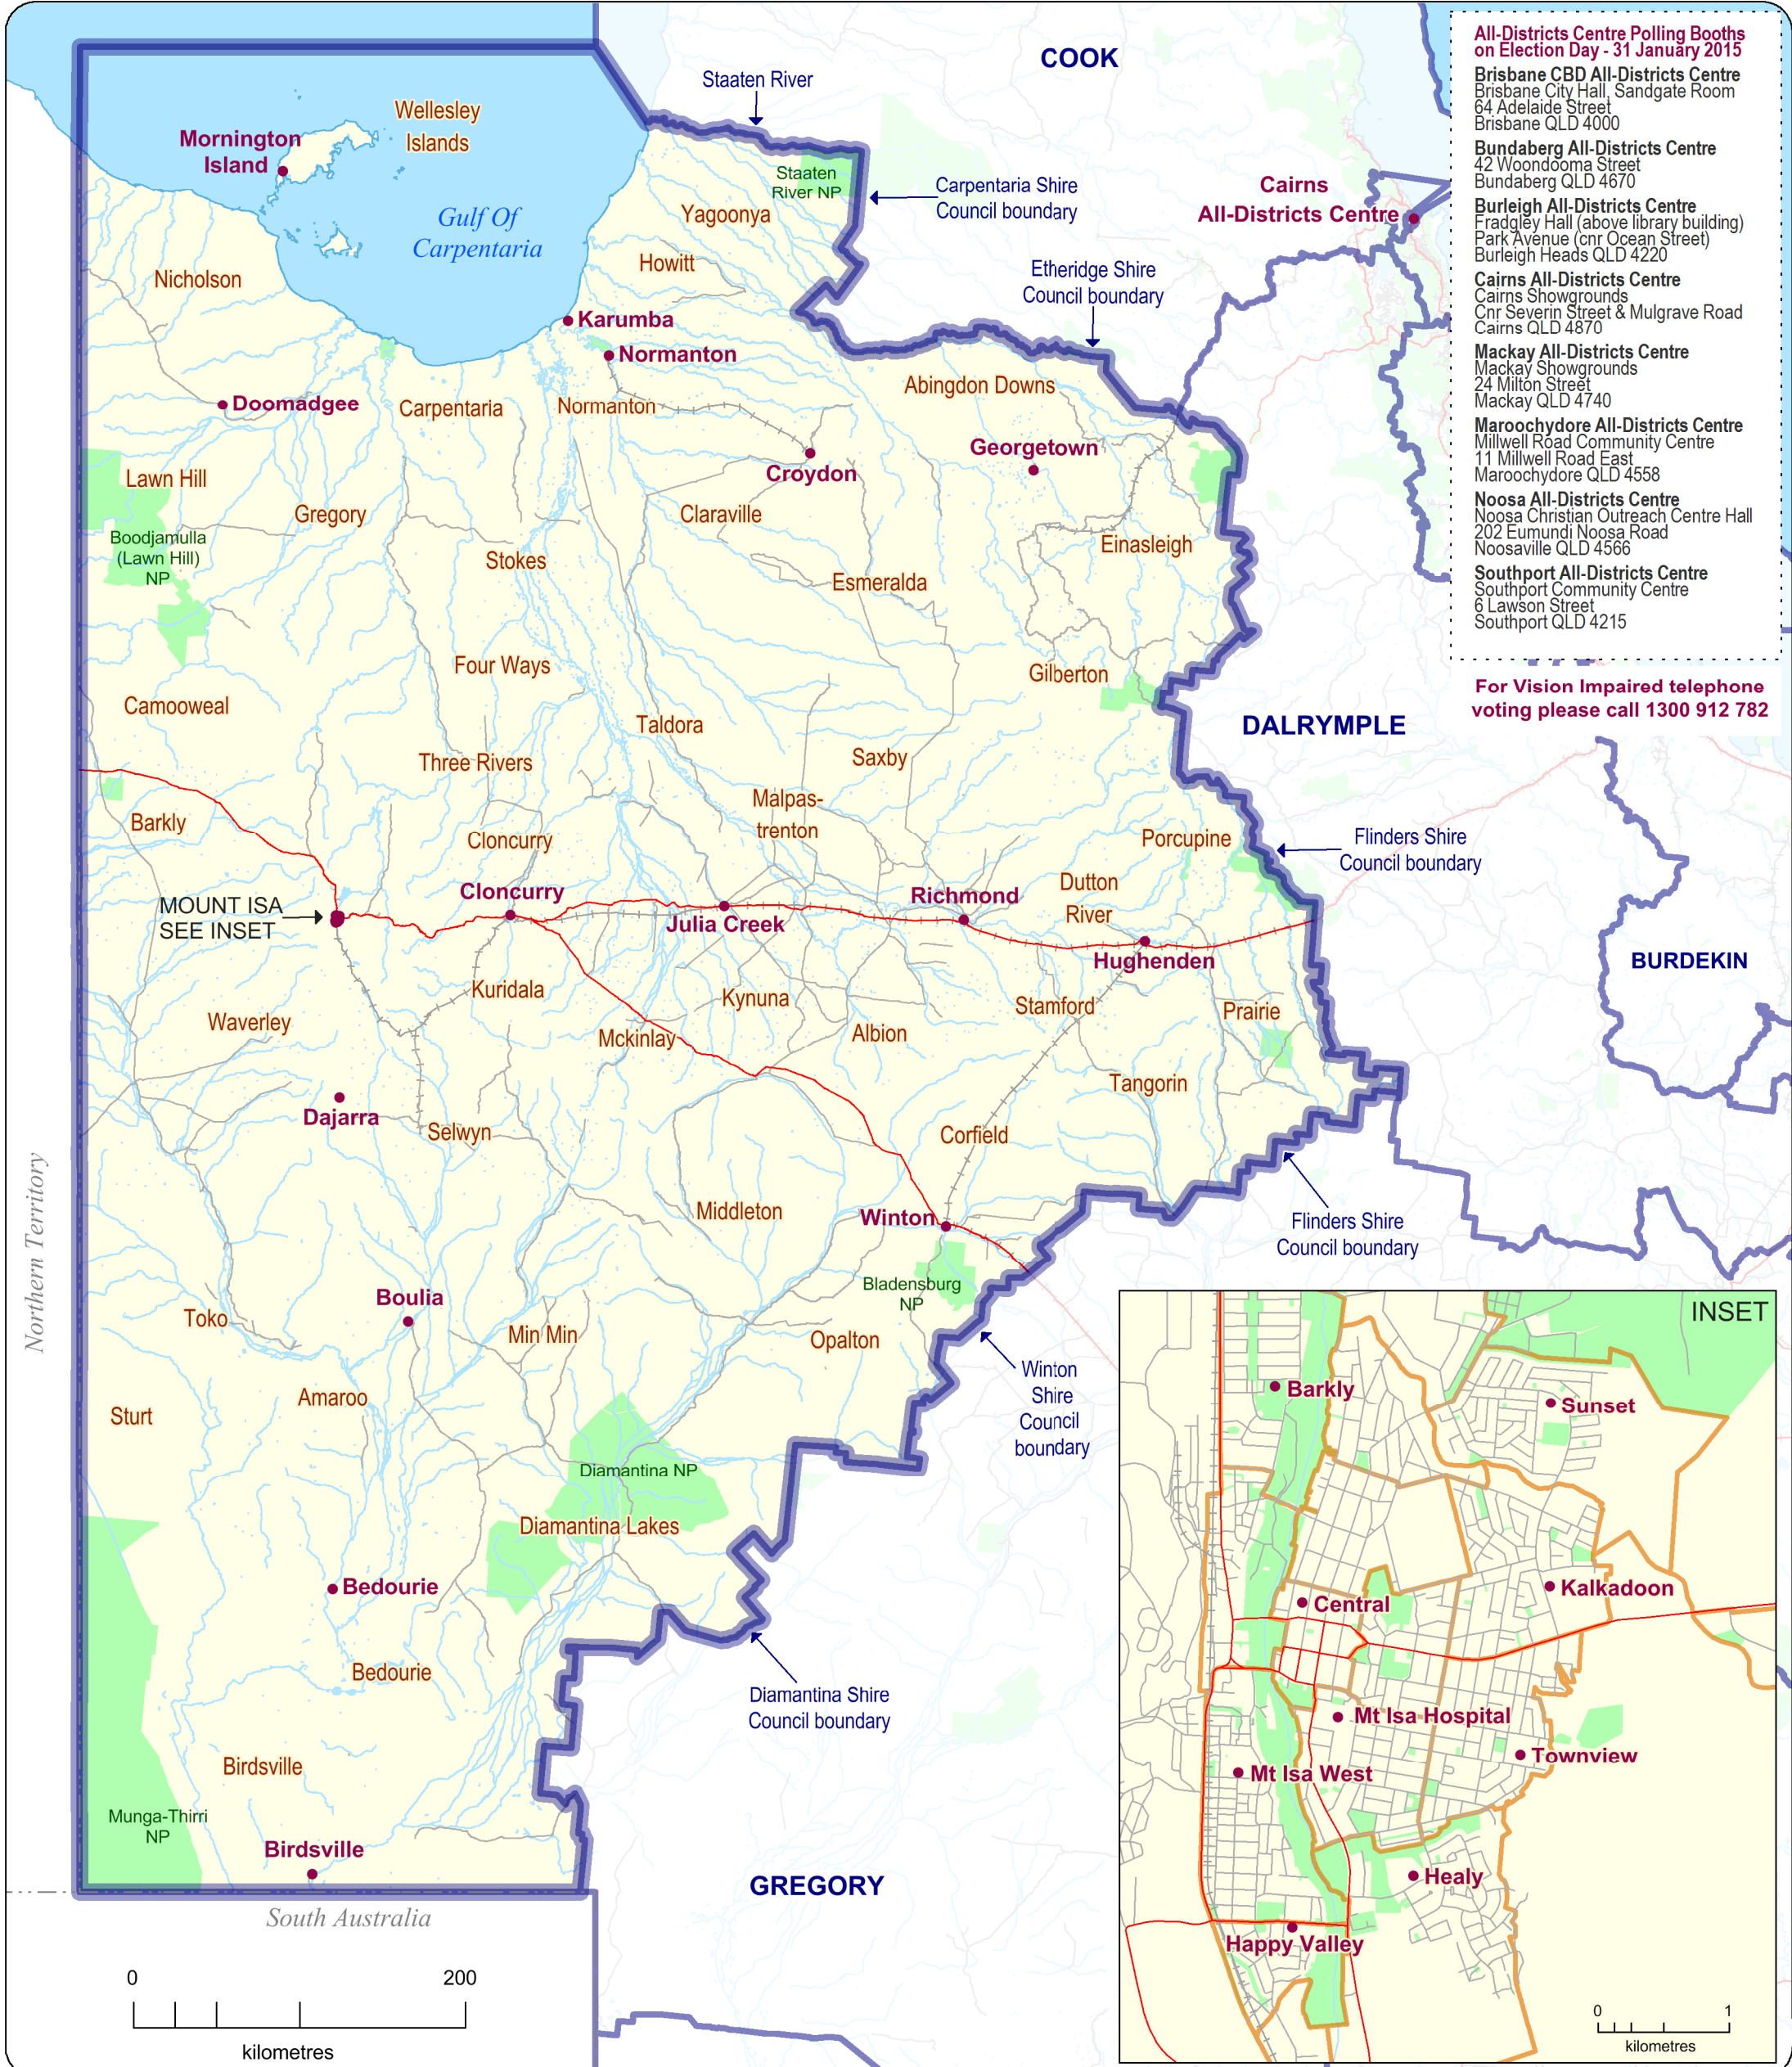 COOK
Staaten River
Wellesley
Islands
Mornington
Island
Staaten
River NP
Carpentaria Shire
Council boundary
Cairns
All-Districts Centre
Yagoonya
Gulf Of
Carpentaria
Howitt
Nicholson
Etheridge Shire
Council boundary
Karumba
Normanton
Abingdon Downs
Doomadgee
Carpentaria
Normanton
Georgetown
Croydon
Lawn Hill
Gregory
Claraville
Boodjamulla
(Lawn Hill)
NP
Stokes
Einasleigh
Esmeralda
Four Ways
Gilberton
Camooweal
Taldora
DALRYMPLE
Three Rivers
Saxby
Malpas-
trenton
Barkly
Cloncurry
Porcupine
Flinders Shire
Council boundary
Dutton
River
MOUNT ISA
SEE INSET
Cloncurry
Julia Creek
Richmond
Hughenden
BURDEKIN
Kuridala
Kynuna
Stamford
Prairie
Waverley
Mckinlay
Albion
Tangorin
Dajarra
Selwyn
Corfield
Middleton
Winton
Flinders Shire
Council boundary
Northern Territory
Bladensburg
NP
Boulia
Toko
Min Min
Opalton
Winton
Shire
Council
boundary
Amaroo
Sturt
Diamantina NP
Diamantina Lakes
Bedourie
Bedourie
Diamantina Shire
Council boundary
Birdsville
Munga-Thirri
NP
Birdsville
GREGORY
South Australia
0 200
kilometres
All-Districts Centre Polling Booths
on Election Day - 31 January 2015
Brisbane CBD All-Districts Centre
Brisbane City Hall, Sandgate Room
64 Adelaide Street
Brisbane QLD 4000
Bundaberg All-Districts Centre
42 Woondooma Street
Bundaberg QLD 4670
Burleigh All-Districts Centre
Fradgley Hall (above library building)
Park Avenue (cnr Ocean Street)
Burleigh Heads QLD 4220
Cairns All-Districts Centre
Cairns Showgrounds
Cnr Severin Street & Mulgrave Road
Cairns QLD 4870
Mackay All-Districts Centre
Mackay Showgrounds
24 Milton Street
Mackay QLD 4740
Maroochydore All-Districts Centre
Millwell Road Community Centre
11 Millwell Road East
Maroochydore QLD 4558
Noosa All-Districts Centre
Noosa Christian Outreach Centre Hall
202 Eumundi Noosa Road
Noosaville QLD 4566
Southport All-Districts Centre
Southport Community Centre
6 Lawson Street
Southport QLD 4215
For Vision Impaired telephone
voting please call 1300 912 782
INSET
Barkly
Sunset
Kalkadoon
Central
Mt Isa Hospital
Townview
Mt Isa West
Healy
Happy Valley
0 1
kilometres